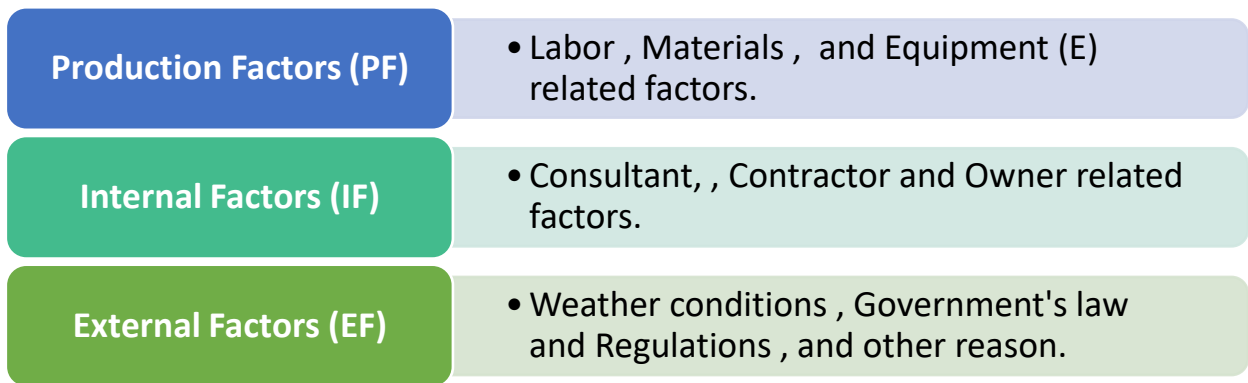 Production Factors (PF)
• Labor , Materials , and Equipment (E)
related factors.
Internal Factors (IF)
• Consultant, , Contractor and Owner related
factors.
External Factors (EF)
• Weather conditions , Government's law
and Regulations , and other reason.